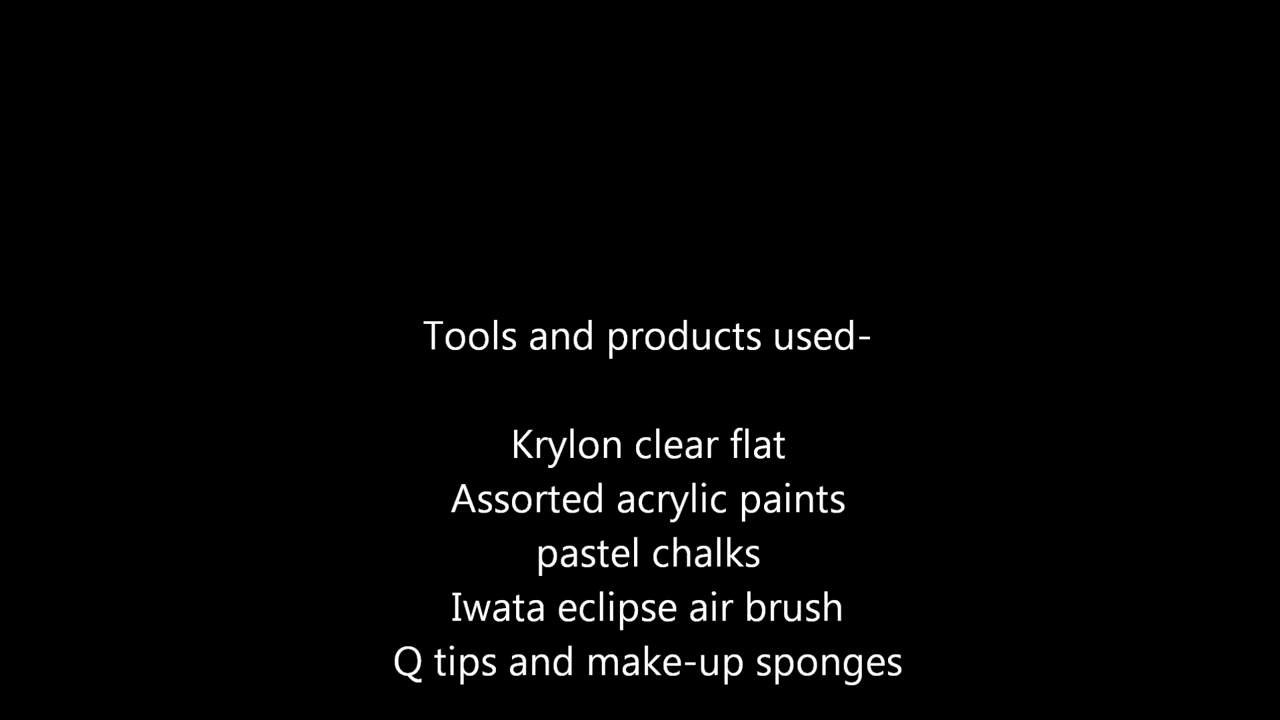 Tools and products used-
Krylon clear flat
Assorted acrylic paints
pastel chalks
Iwata eclipse air brush
Q tips and make-up sponges